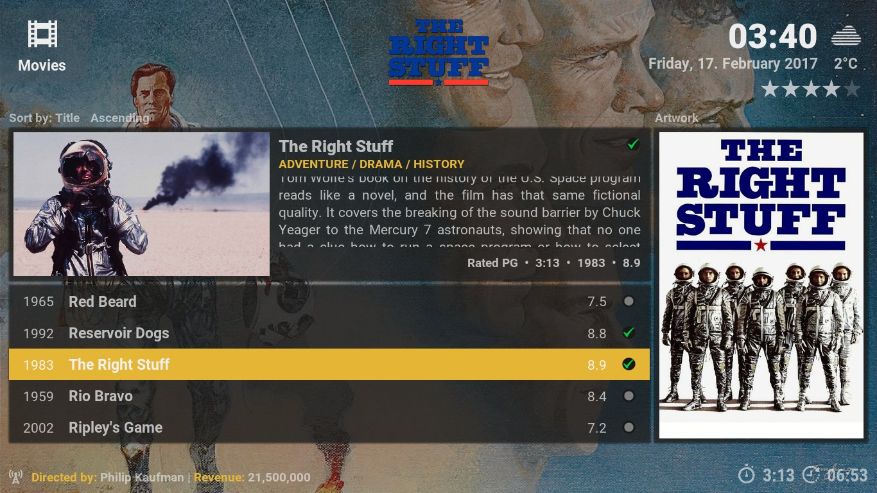 Movies
THE
RIGHT
STUFF
03:40
Friday, 17. February 2017 2°C
Sort by: Title Ascending
Artwork
The Right Stuff
ADVENTURE / DRAMA / HISTORY
Tom Wolfe's book on the history of the U.S. Space program
reads like a novel, and the film has that same fictional
quality. It covers the breaking of the sound barrier by Chuck
Yeager to the Mercury 7 astronauts, showing that no one
had a clue how to run a space program or how to select
Rated PG • 3:13 • 1983 • 8.9
THE
RIGHT
STUFF
1965 Red Beard 7.5
1992 Reservoir Dogs 8.8
1983 The Right Stuff 8.9
1959 Rio Bravo 8.4
2002 Ripley's Game 7.2
Directed by: Philip Kaufman | Revenue: 21,500,000
3:13 06:53